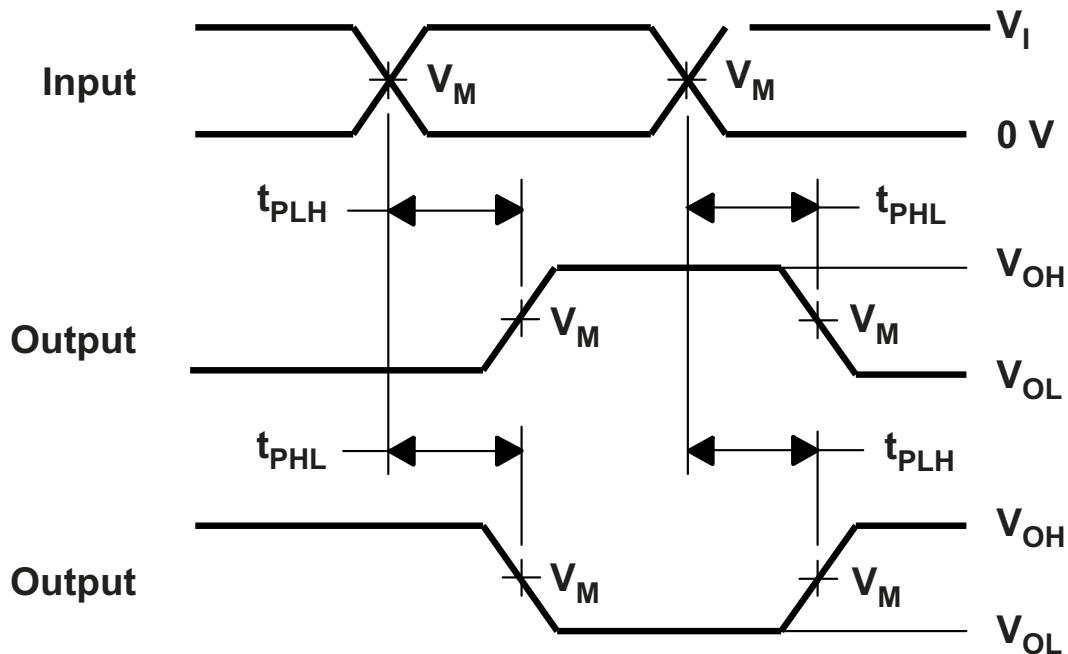 V_I
Input V_M V_M
0 V
t_PLH t_PHL
V_OH
Output V_M V_M
V_OL
t_PHL t_PLH
V_OH
Output V_M V_M
V_OL